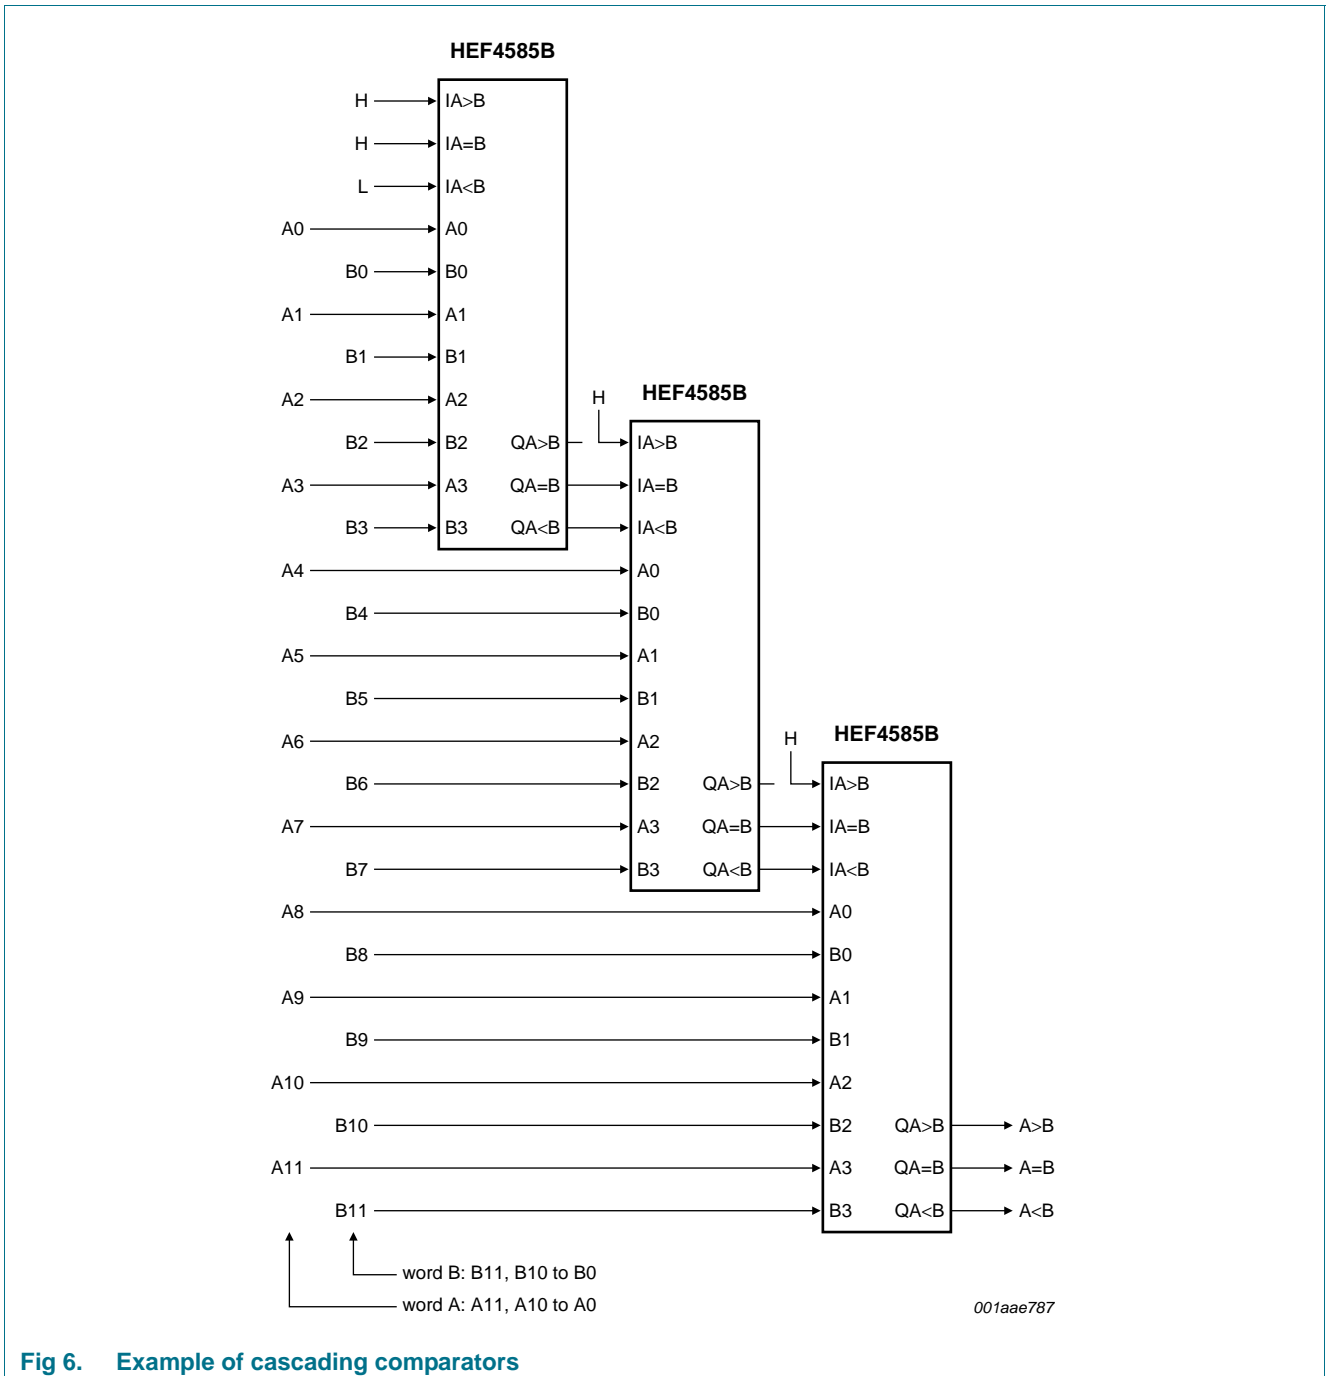 HEF4585B
H IA>B
H IA=B
L IA<B
A0 A0
B0 B0
A1 A1
B1 B1
A2 A2
H HEF4585B
B2 B2 QA>B IA>B
A3 A3 QA=B IA=B
B3 B3 QA<B IA<B
A4 A0
B4 B0
A5 A1
B5 B1
H HEF4585B
A6 A2
B6 B2 QA>B IA>B
A7 A3 QA=B IA=B
B7 B3 QA<B IA<B
A8 A0
B8 B0
A9 A1
B9 B1
A10 A2
B10 B2 QA>B A>B
A11 A3 QA=B A=B
B11 B3 QA<B A<B
word B: B11, B10 to B0
word A: A11, A10 to A0
001aae787
Fig 6. Example of cascading comparators